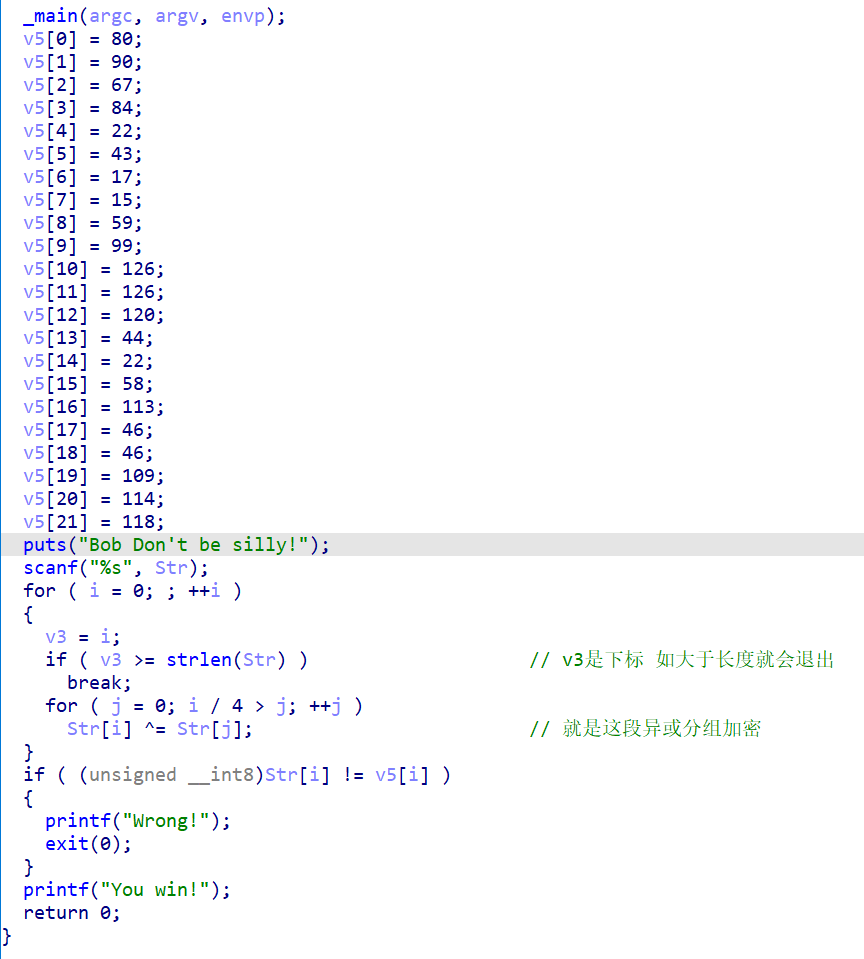 _main(argc, argv, envp);
v5[0] = 80;
v5[1] = 90;
v5[2] = 67;
v5[3] = 84;
v5[4] = 22;
v5[5] = 43;
v5[6] = 17;
v5[7] = 15;
v5[8] = 59;
v5[9] = 99;
v5[10] = 126;
v5[11] = 126;
v5[12] = 120;
v5[13] = 44;
v5[14] = 22;
v5[15] = 58;
v5[16] = 113;
v5[17] = 46;
v5[18] = 46;
v5[19] = 109;
v5[20] = 114;
v5[21] = 118;
puts("Bob Don't be silly!");
scanf("%s", Str);
for ( i = 0; ; ++i )
{
v3 = i;
if ( v3 >= strlen(Str) ) // v3是下标 如大于长度就会退出
break;
for ( j = 0; i / 4 > j; ++j )
Str[i] ^= Str[j]; // 就是这段异或分组加密
}
if ( (unsigned __int8)Str[i] != v5[i] )
{
printf("Wrong!");
exit(0);
}
printf("You win!");
return 0;
}